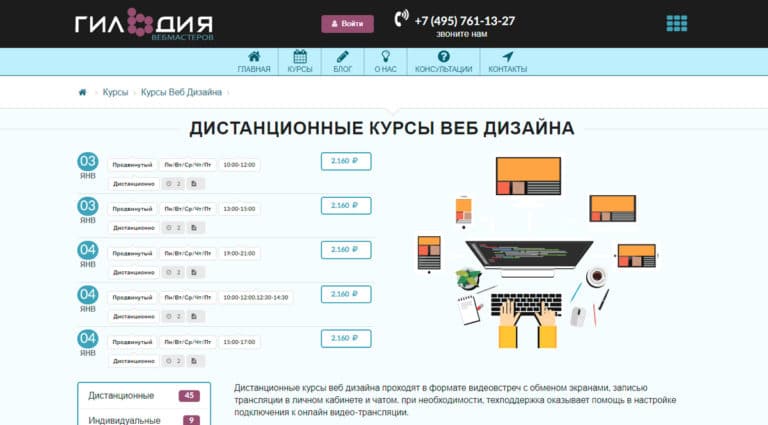 ГИЛДИЯ
ВЕБМАСТЕРОВ
Войти
+7 (495) 761-13-27
звоните нам
ГЛАВНАЯ
КУРСЫ
БЛОГ
О НАС
КОНСУЛЬТАЦИИ
КОНТАКТЫ
Курсы
Курсы Веб Дизайна
ДИСТАНЦИОННЫЕ КУРСЫ ВЕБ ДИЗАЙНА
03 Продвинутый Пн/Вт/Ср/Чт/Пт 10:00-12:00 2.160 ₽
ЯНВ Дистанционно 2
03 Продвинутый Пн/Вт/Ср/Чт/Пт 13:00-15:00 2.160 ₽
ЯНВ Дистанционно 2
04 Продвинутый Пн/Вт/Ср/Чт/Пт 19:00-21:00 2.160 ₽
ЯНВ Дистанционно 2
04 Продвинутый Пн/Вт/Ср/Чт/Пт 10:00-12:00,12:30-14:30 2.160 ₽
ЯНВ Дистанционно 2
04 Продвинутый Пн/Вт/Ср/Чт/Пт 15:00-17:00 2.160 ₽
ЯНВ Дистанционно 2
Дистанционные 45
Индивидуальные 9
Дистанционные курсы веб дизайна проходят в формате видеовстреч с обменом экранами, записью
трансляции в личном кабинете и чатом. при необходимости, техподдержка оказывает помощь в настройке
подключения к онлайн видео-трансляции.